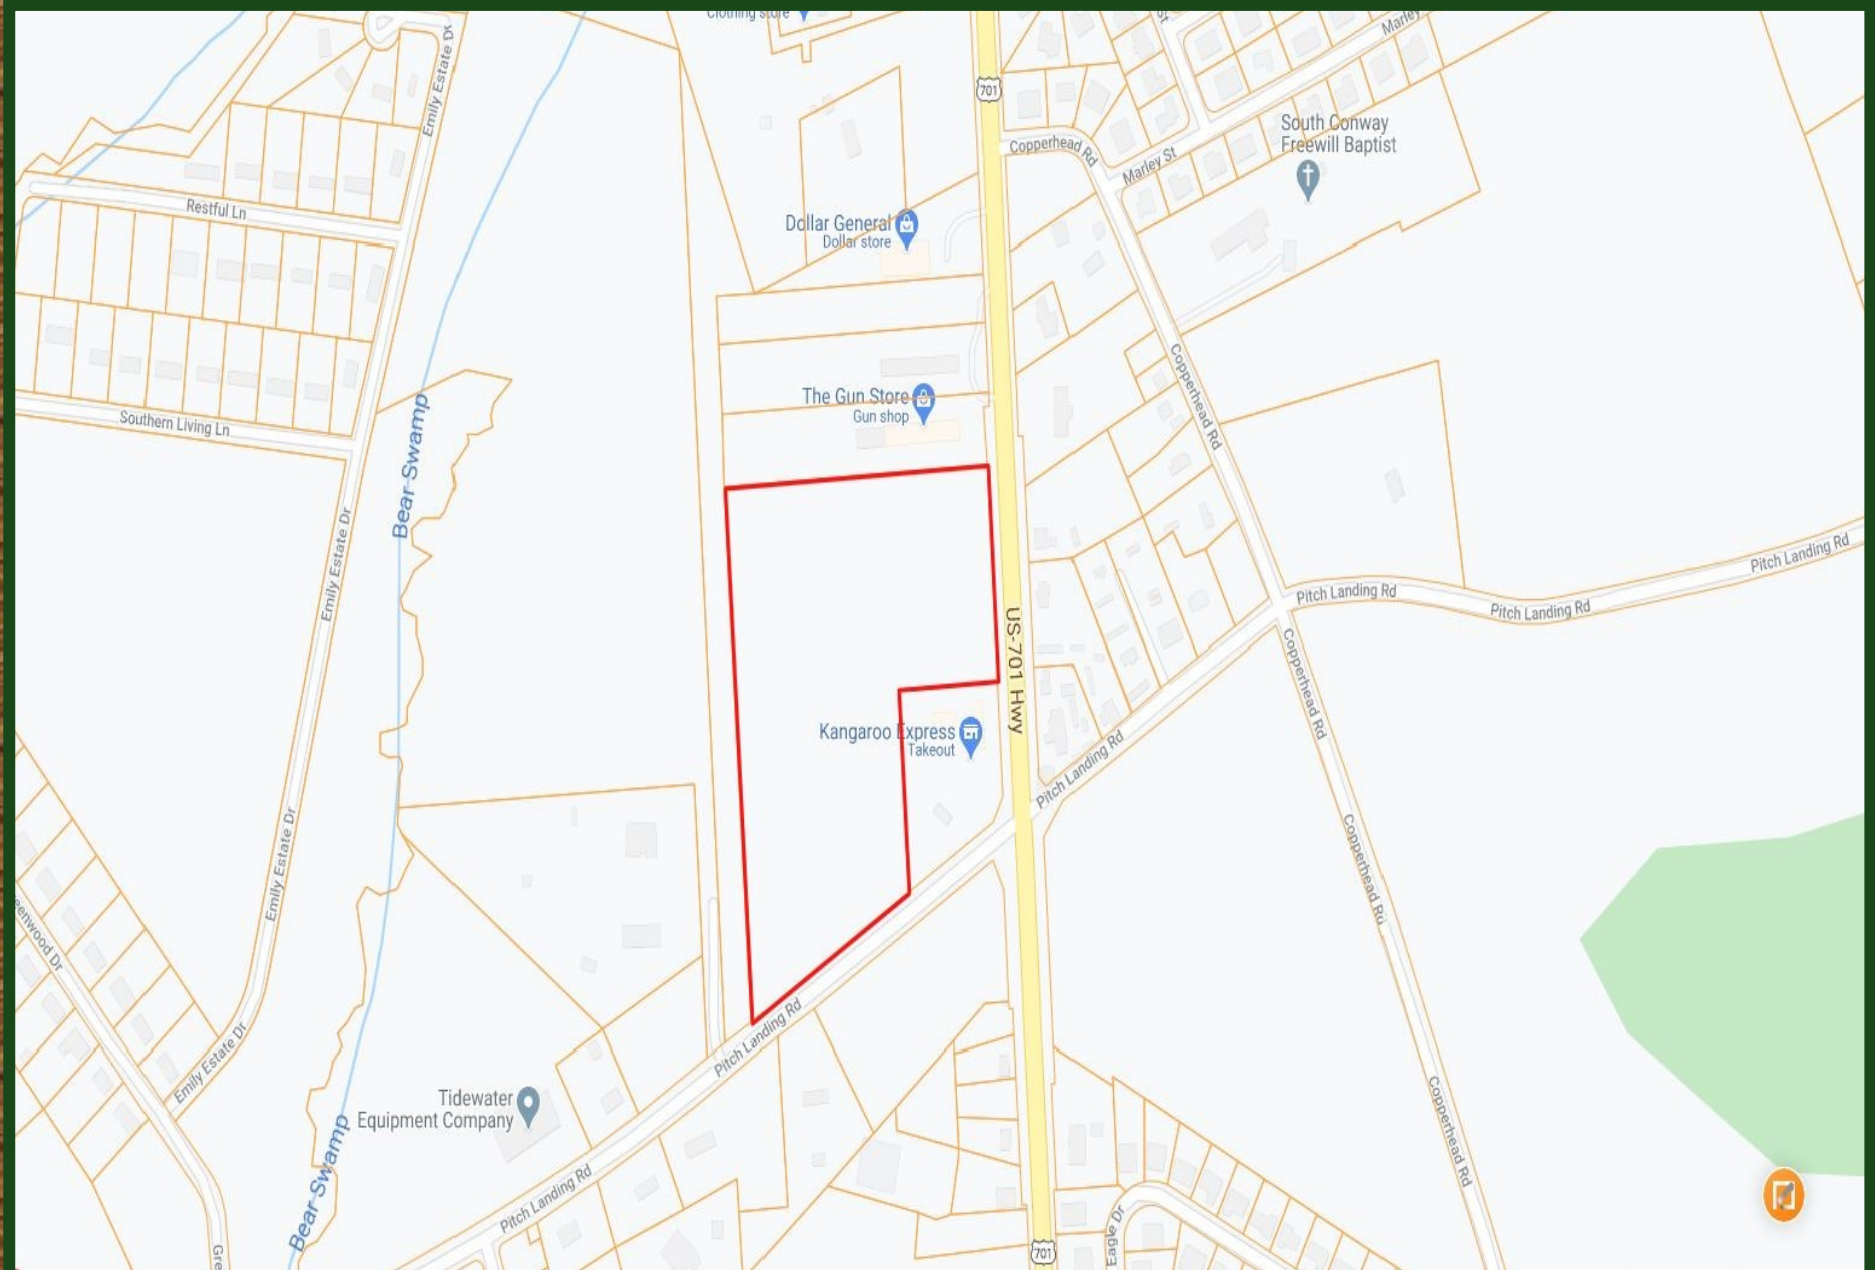 Clothing store
Emily Estate Dr
701
Marley
Copperhead Rd
Marley St
South Conway
Freewill Baptist
Restful Ln
Dollar General
Dollar store
Copperhead Rd
The Gun Store
Gun shop
Southern Living Ln
Bear Swamp
Emily Estate Dr
Pitch Landing Rd
Pitch Landing Rd
Pitch Landing Rd
US-701 Hwy
Copperhead Rd
Kangaroo Express
Takeout
Pitch Landing Rd
Emily Estate Dr
Copperhead Rd
eenwood Dr
Pitch Landing Rd
Emily Estate Dr
Tidewater
Equipment Company
Copperhead Rd
Bear Swamp
Pitch Landing Rd
Eagle Dr
701
Gre